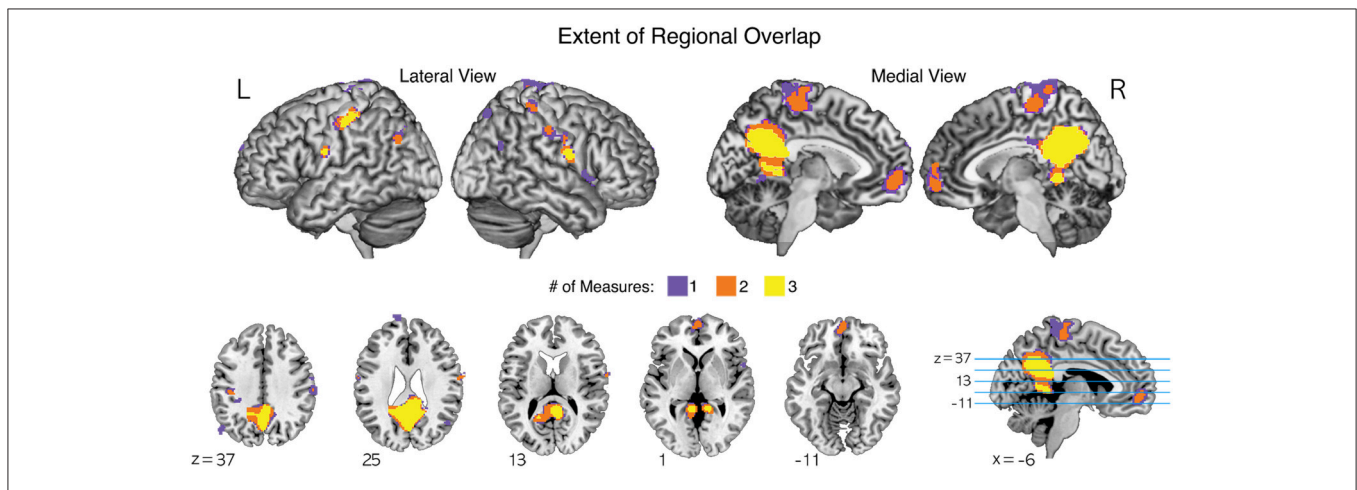 Extent of Regional Overlap
L
Lateral View
Medial View
R
# of Measures: 1 2 3
z=37
13
-11
z=37
25
13
1
-11
x=-6